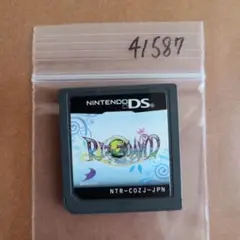 41587
NINTENDO DS
NTR-COZJ-JPN